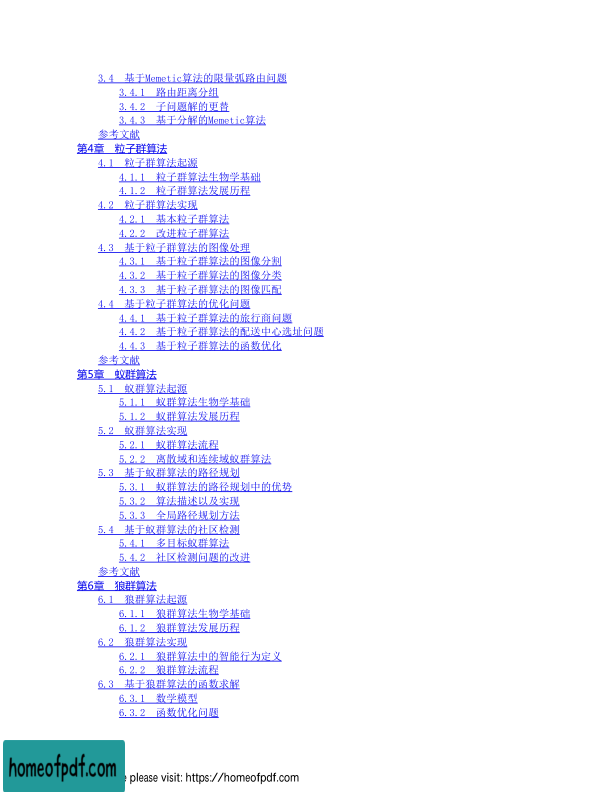 3.4 基于Memetic算法的限量弧路由问题
3.4.1 路由距离分组
3.4.2 子问题解的更替
3.4.3 基于分解的Memetic算法
参考文献
第4章 粒子群算法
4.1 粒子群算法起源
4.1.1 粒子群算法生物学基础
4.1.2 粒子群算法发展历程
4.2 粒子群算法实现
4.2.1 基本粒子群算法
4.2.2 改进粒子群算法
4.3 基于粒子群算法的图像处理
4.3.1 基于粒子群算法的图像分割
4.3.2 基于粒子群算法的图像分类
4.3.3 基于粒子群算法的图像匹配
4.4 基于粒子群算法的优化问题
4.4.1 基于粒子群算法的旅行商问题
4.4.2 基于粒子群算法的配送中心选址问题
4.4.3 基于粒子群算法的函数优化
参考文献
第5章 蚁群算法
5.1 蚁群算法起源
5.1.1 蚁群算法生物学基础
5.1.2 蚁群算法发展历程
5.2 蚁群算法实现
5.2.1 蚁群算法流程
5.2.2 离散域和连续域蚁群算法
5.3 基于蚁群算法的路径规划
5.3.1 蚁群算法的路径规划中的优势
5.3.2 算法描述以及实现
5.3.3 全局路径规划方法
5.4 基于蚁群算法的社区检测
5.4.1 多目标蚁群算法
5.4.2 社区检测问题的改进
参考文献
第6章 狼群算法
6.1 狼群算法起源
6.1.1 狼群算法生物学基础
6.1.2 狼群算法发展历程
6.2 狼群算法实现
6.2.1 狼群算法中的智能行为定义
6.2.2 狼群算法流程
6.3 基于狼群算法的函数求解
6.3.1 数学模型
6.3.2 函数优化问题
homeofpdf.com
e please visit: https://homeofpdf.com